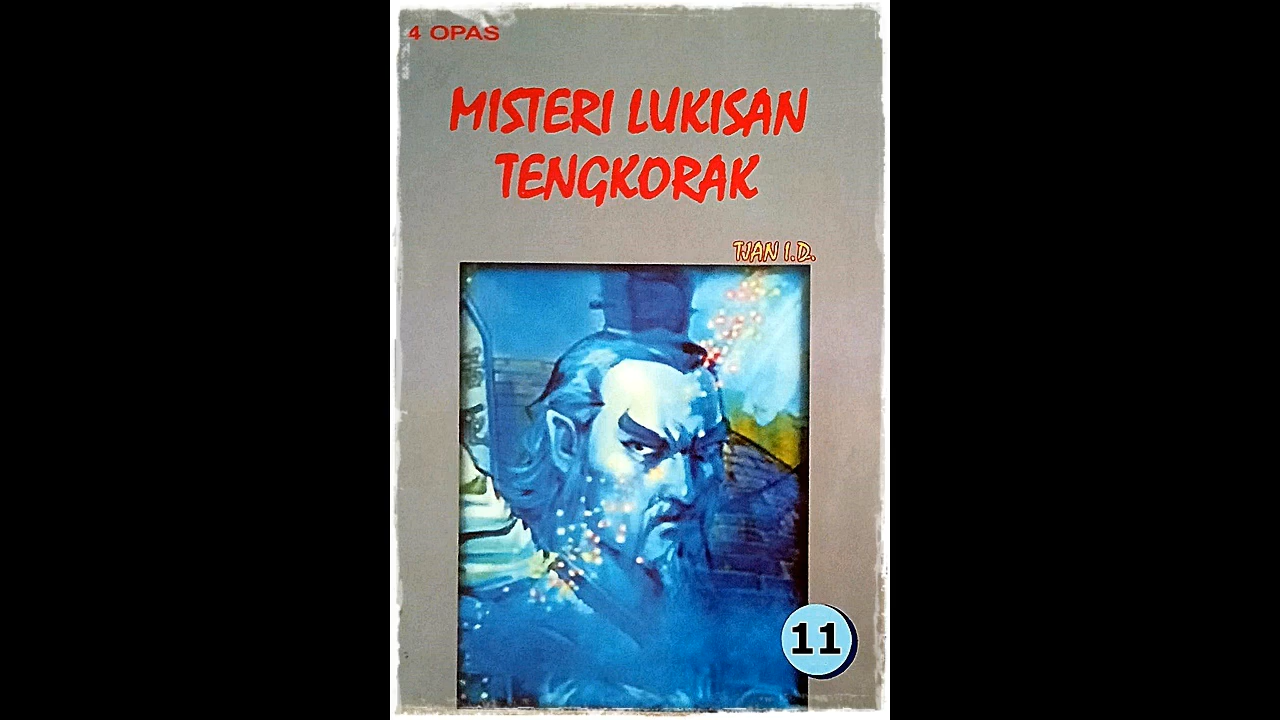 4 OPAS
MISTERI LUKISAN
TENGKORAK
TJAN I.D.
11